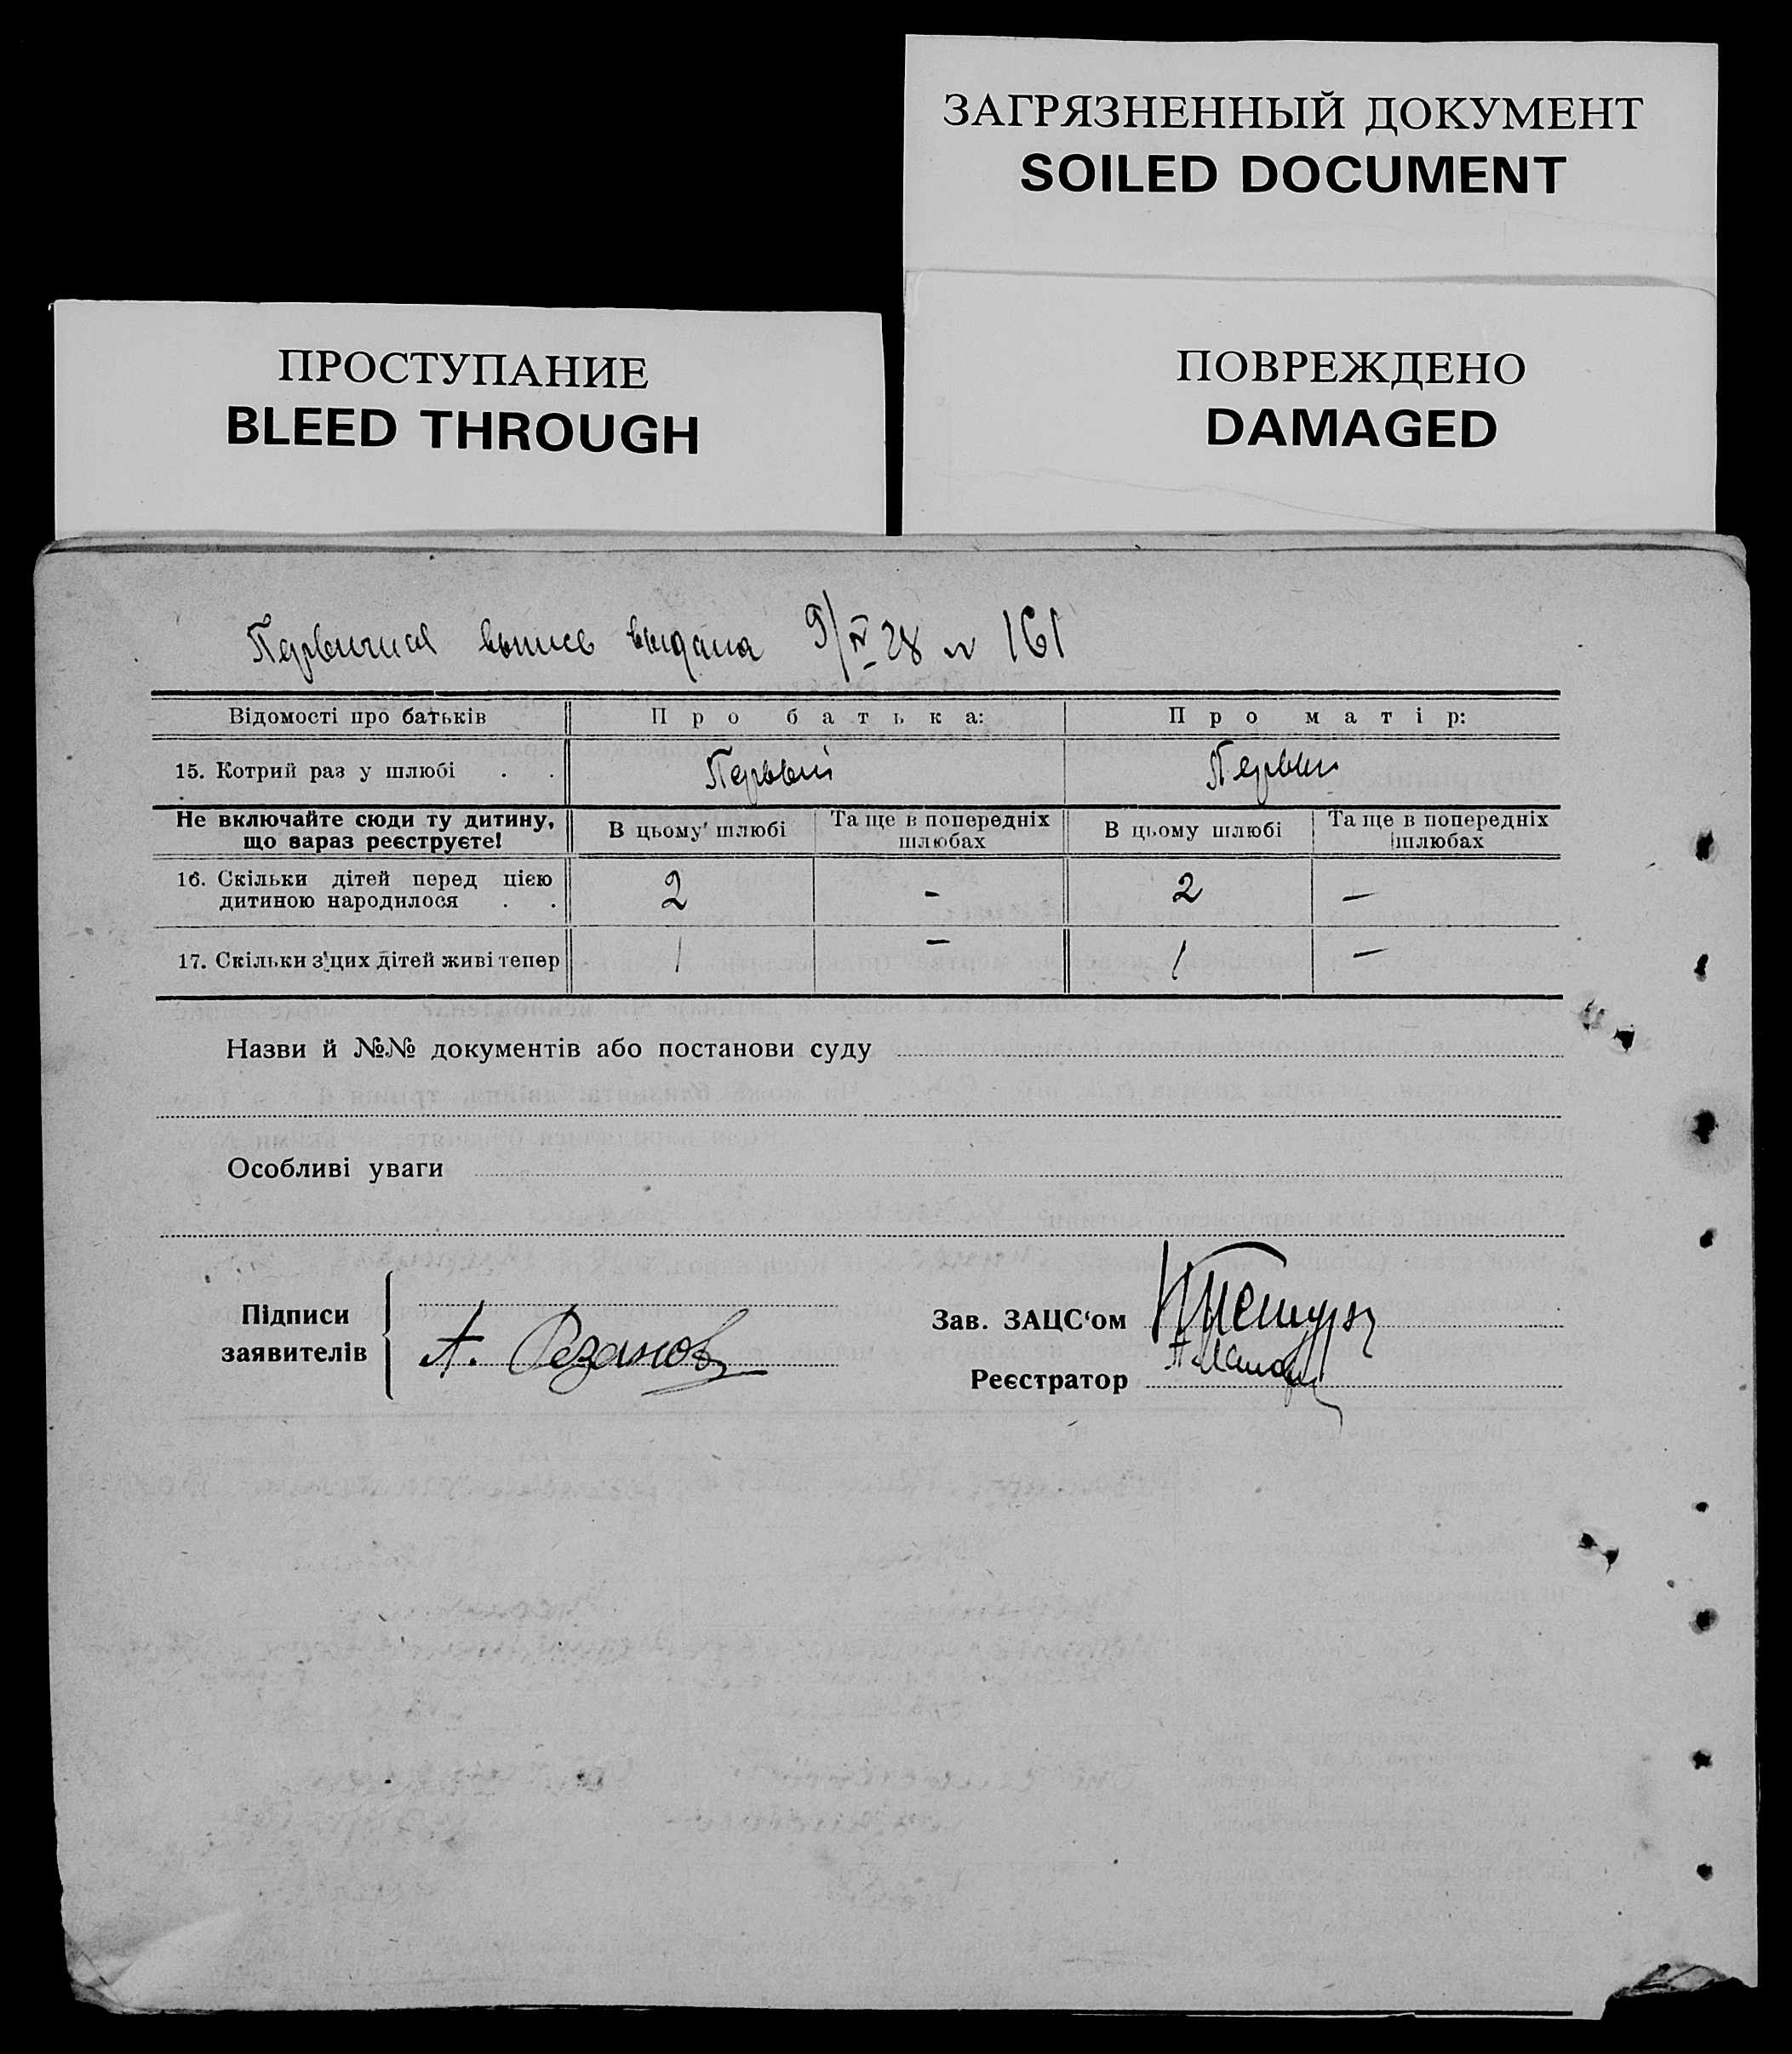 ЗАГРЯЗНЕННЫЙ ДОКУМЕНТ
SOILED DOCUMENT
ПРОСТУПАНИЕ
BLEED THROUGH
ПОВРЕЖДЕНО
DAMAGED
Первичная выпись выдана 9/IV 28 № 161
Відомості про батьків Про батька: Про матір:
15. Котрий раз у шлюбі . . Первый Первый
Не включайте сюди ту дитину, що зараз реєструєте! В цьому шлюбі Та ще в попередніх шлюбах В цьому шлюбі Та ще в попередніх шлюбах
16. Скільки дітей перед цією дитиною народилося . . 2 - 2 —
17. Скільки з'цих дітей живі тепер 1 — 1 —
Назви й №№ документів або постанови суду
Особливі уваги
Підписи заявителів А. Резанов
Зав. ЗАЦС‘ом
Реєстратор